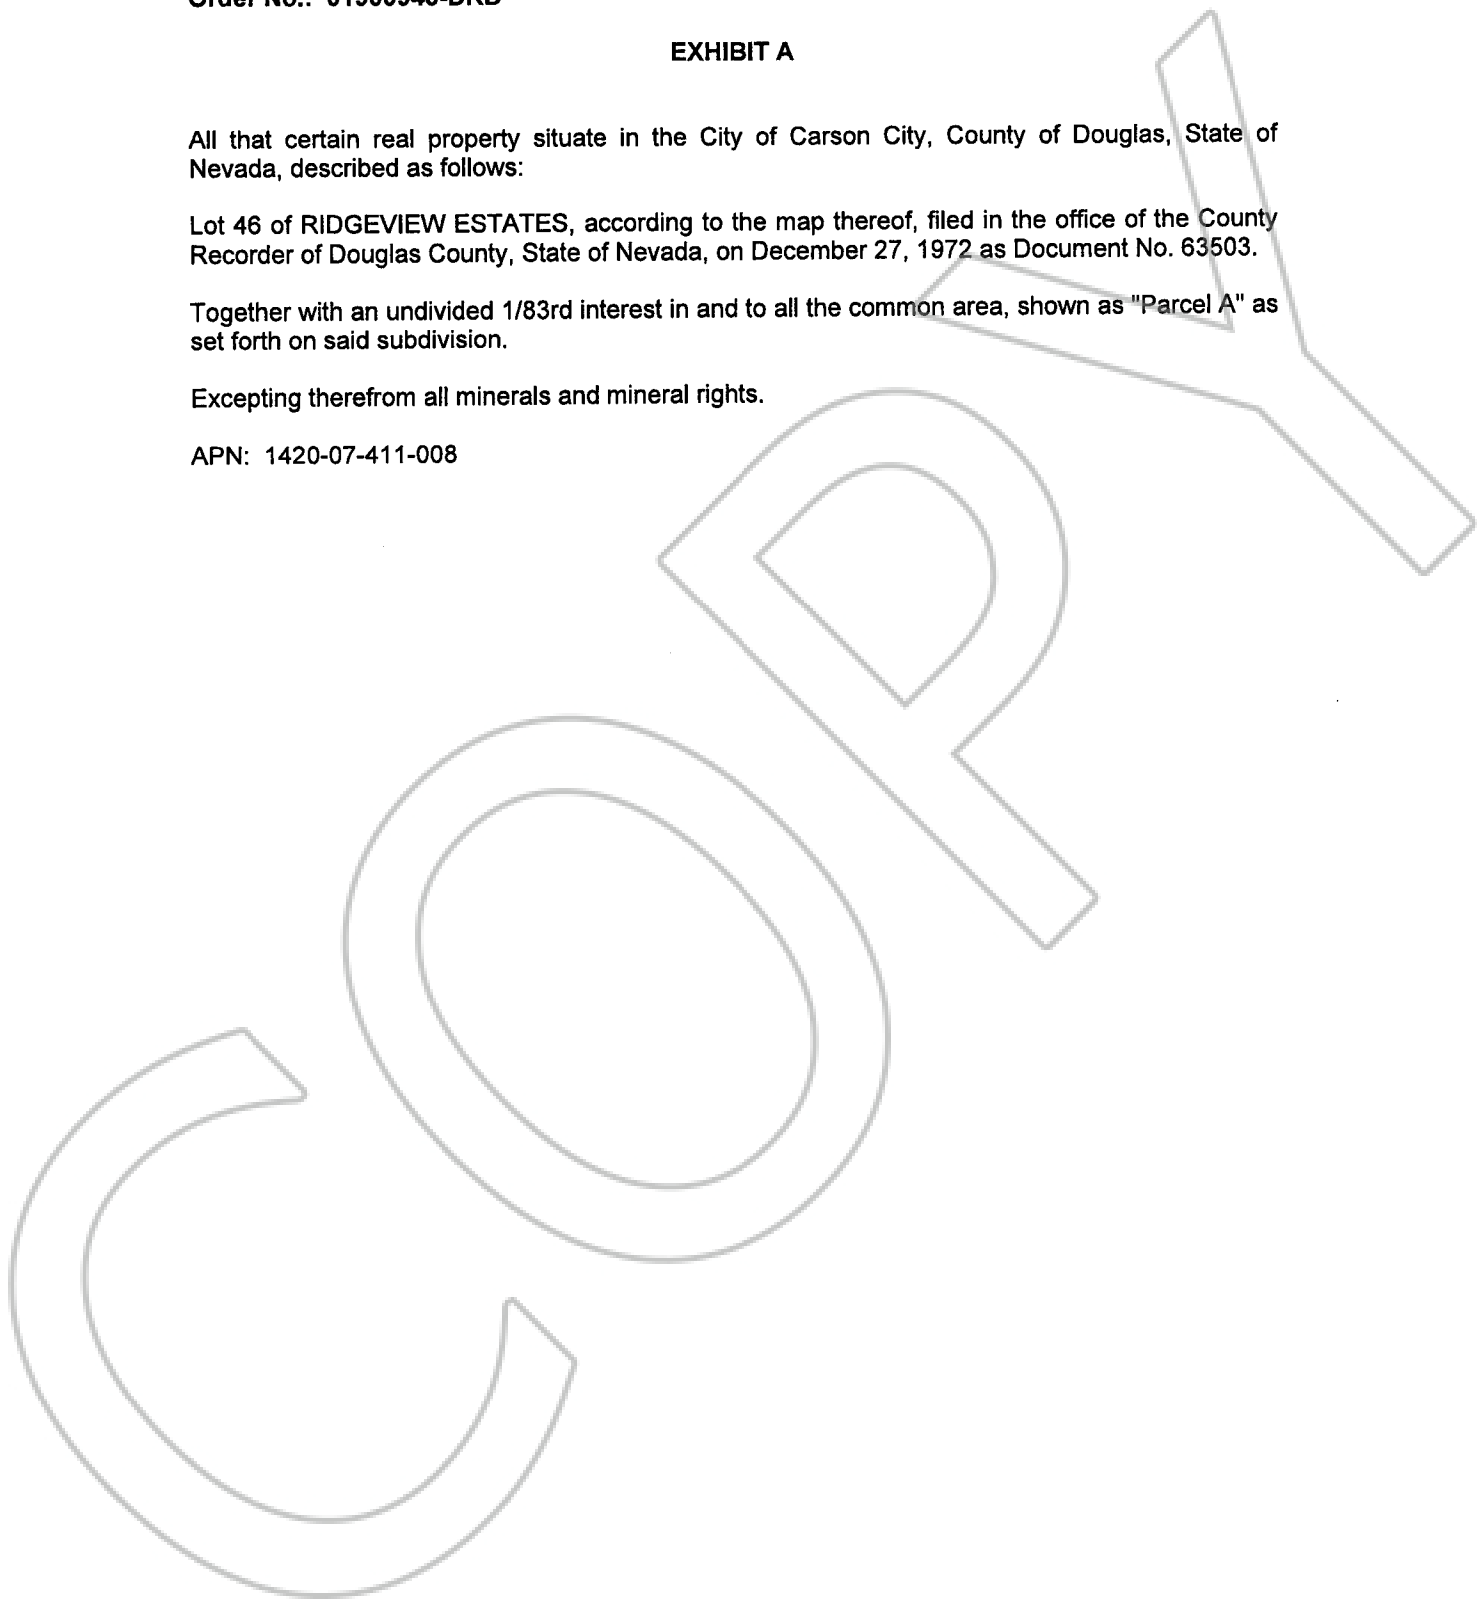 Order No.:
EXHIBIT A
All that certain real property situate in the City of Carson City, County of Douglas, State of
Nevada, described as follows:
Lot 46 of RIDGEVIEW ESTATES, according to the map thereof, filed in the office of the County
Recorder of Douglas County, State of Nevada, on December 27, 1972 as Document No. 63503.
Together with an undivided 1/83rd interest in and to all the common area, shown as "Parcel A" as
set forth on said subdivision.
Excepting therefrom all minerals and mineral rights.
APN: 1420-07-411-008
COPY